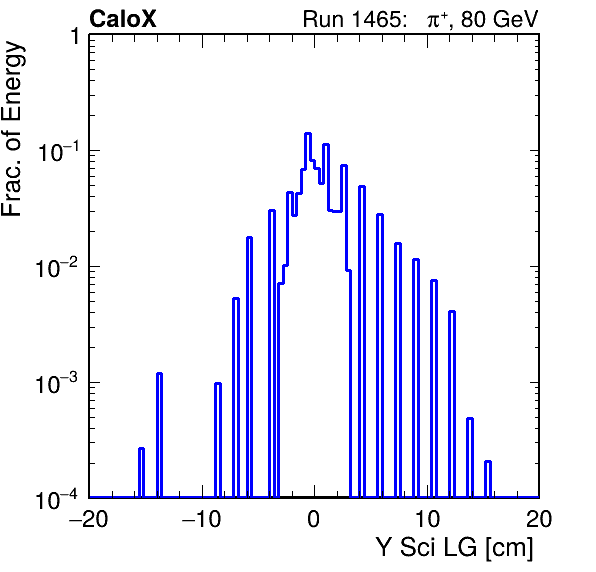 CaloX Run 1465: π⁺, 80 GeV
Frac. of Energy
1
10⁻¹
10⁻²
10⁻³
10⁻⁴
−20 −10 0 10 20
Y Sci LG [cm]